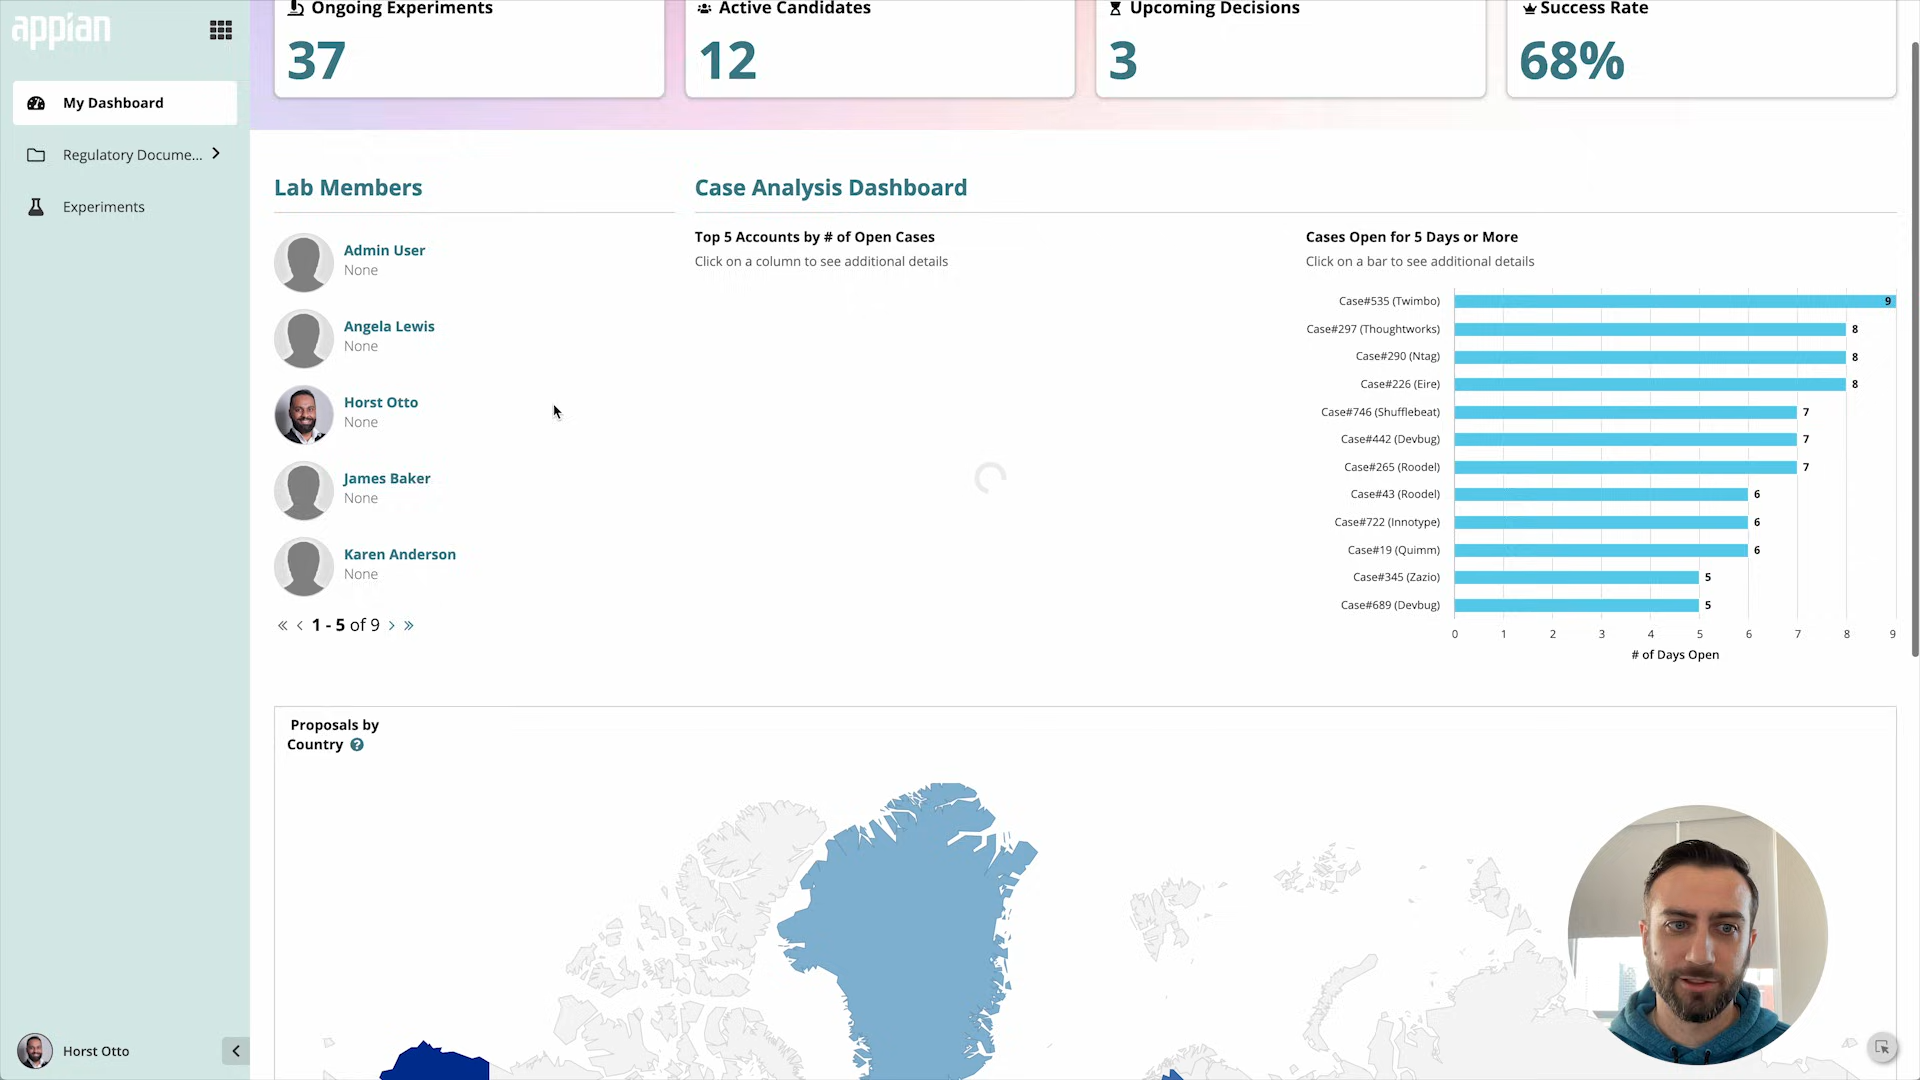 appian
My Dashboard
Regulatory Docume...
Experiments
Horst Otto
Ongoing Experiments
37
Active Candidates
12
Upcoming Decisions
3
Success Rate
68%
Lab Members
Admin User
None
Angela Lewis
None
Horst Otto
None
James Baker
None
Karen Anderson
None
« ‹ 1 - 5 of 9 › »
Case Analysis Dashboard
Top 5 Accounts by # of Open Cases
Click on a column to see additional details
Cases Open for 5 Days or More
Click on a bar to see additional details
Case#535 (Twimbo) 9
Case#297 (Thoughtworks) 8
Case#290 (Ntag) 8
Case#226 (Eire) 8
Case#746 (Shufflebeat) 7
Case#442 (Devbug) 7
Case#265 (Roodel) 7
Case#43 (Roodel) 6
Case#722 (Innotype) 6
Case#19 (Quimm) 6
Case#345 (Zazio) 5
Case#689 (Devbug) 5
0 1 2 3 4 5 6 7 8 9
# of Days Open
Proposals by
Country ?